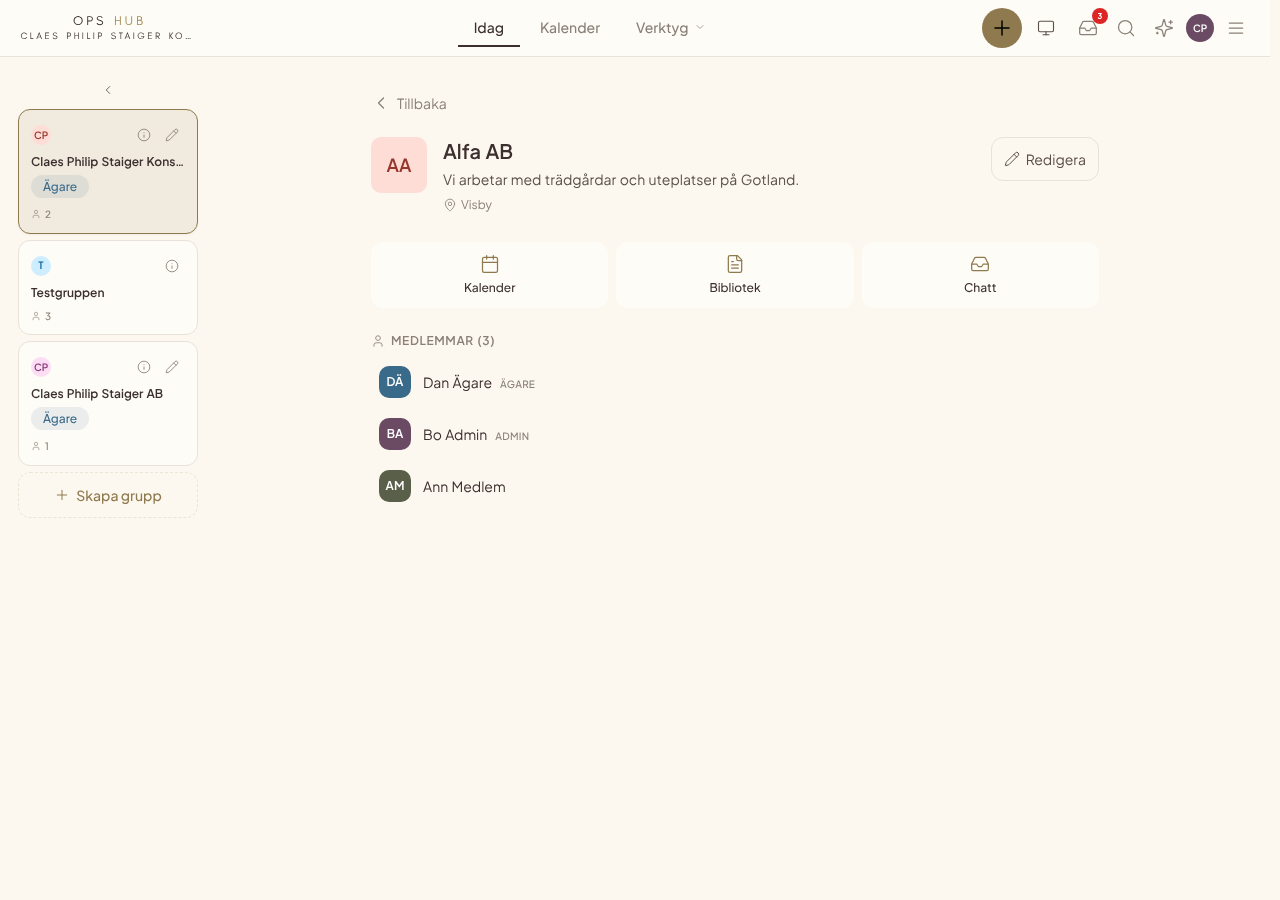 OPS HUB
CLAES PHILIP STAIGER KO…
Idag
Kalender
Verktyg
3
CP
CP
Claes Philip Staiger Kons…
Ägare
2
T
Testgruppen
3
CP
Claes Philip Staiger AB
Ägare
1
Skapa grupp
Tillbaka
AA
Alfa AB
Vi arbetar med trädgårdar och uteplatser på Gotland.
Visby
Redigera
Kalender
Bibliotek
Chatt
MEDLEMMAR (3)
DÄ
Dan Ägare ÄGARE
BA
Bo Admin ADMIN
AM
Ann Medlem